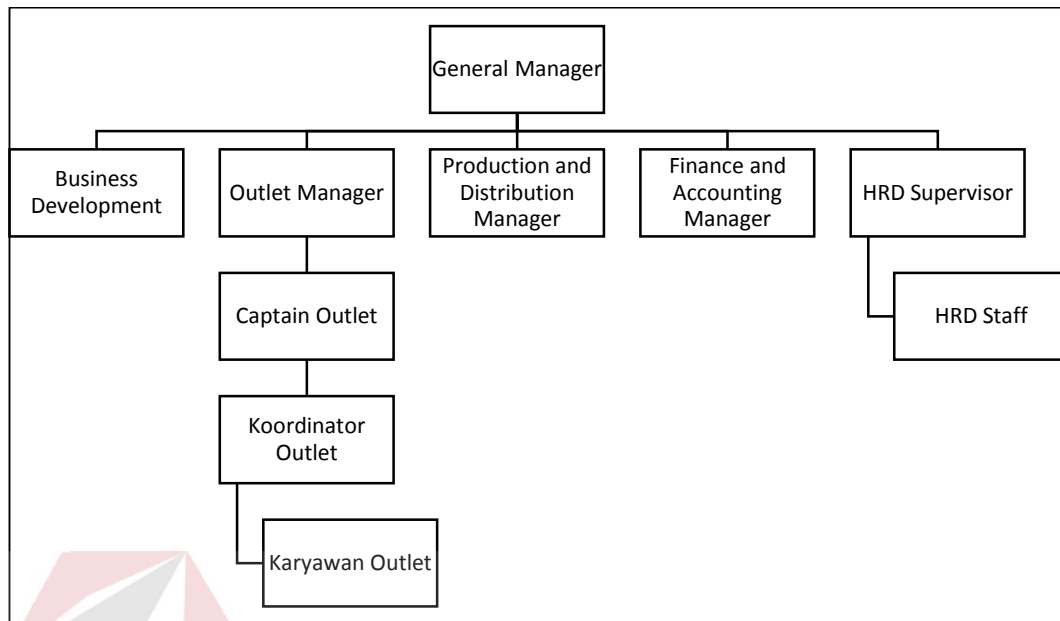 General Manager
Business
Development
Outlet Manager
Production and
Distribution
Manager
Finance and
Accounting
Manager
HRD Supervisor
Captain Outlet
HRD Staff
Koordinator
Outlet
Karyawan Outlet